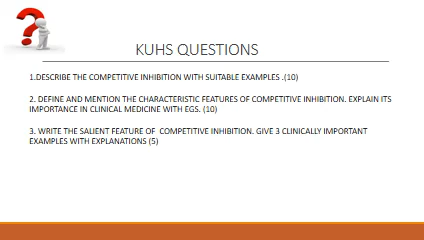 KUHS QUESTIONS
1.DESCRIBE THE COMPETITIVE INHIBITION WITH SUITABLE EXAMPLES .(10)
2. DEFINE AND MENTION THE CHARACTERISTIC FEATURES OF COMPETITIVE INHIBITION. EXPLAIN ITS
IMPORTANCE IN CLINICAL MEDICINE WITH EGS. (10)
3. WRITE THE SALIENT FEATURE OF  COMPETITIVE INHIBITION. GIVE 3 CLINICALLY IMPORTANT
EXAMPLES WITH EXPLANATIONS (5)